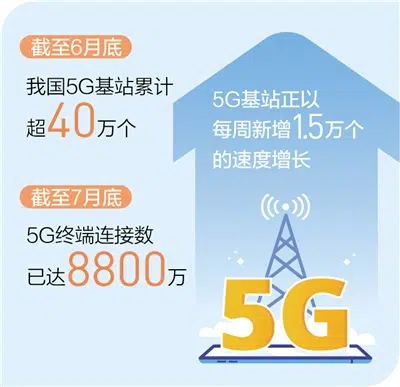 截至6月底
我国5G基站累计
超40万个
截至7月底
5G终端连接数
已达8800万
5G基站正以
每周新增1.5万个
的速度增长
5G